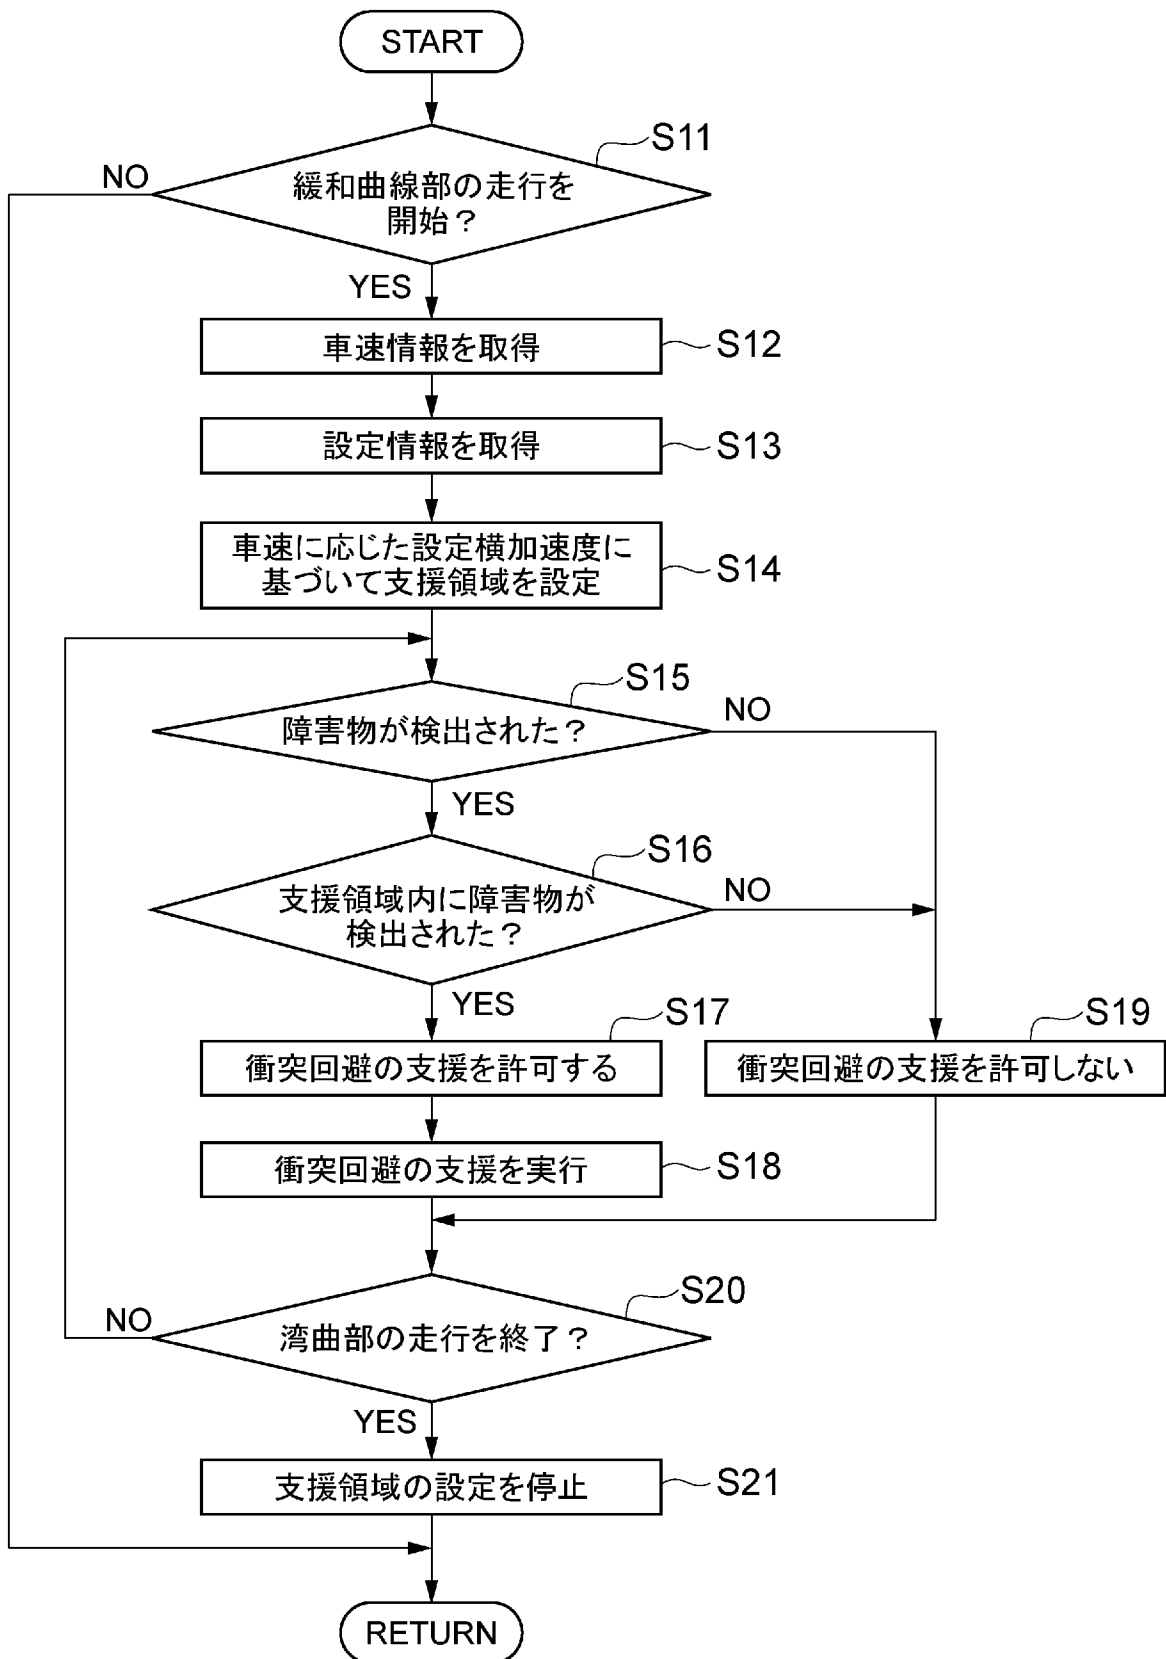 START
S11
NO
緩和曲線部の走行を
開始？
YES
車速情報を取得
S12
設定情報を取得
S13
車速に応じた設定横加速度に
基づいて支援領域を設定
S14
S15
NO
障害物が検出された？
YES
S16
NO
支援領域内に障害物が
検出された？
YES
S17
S19
衝突回避の支援を許可する
衝突回避の支援を許可しない
衝突回避の支援を実行
S18
S20
NO
湾曲部の走行を終了？
YES
支援領域の設定を停止
S21
RETURN